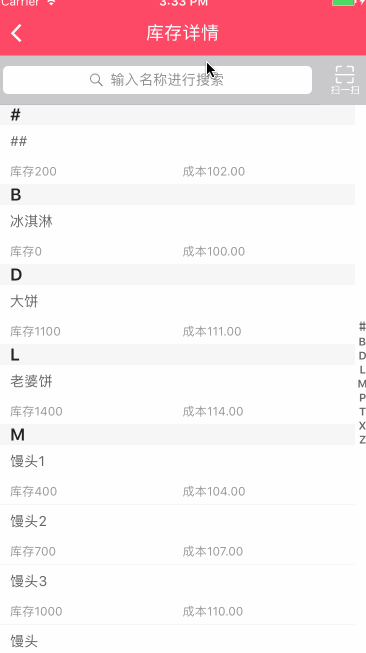 Carrier 3:33 PM
库存详情
输入名称进行搜索
扫一扫
#
##
库存200 成本102.00
B
冰淇淋
库存0 成本100.00
D
大饼
库存1100 成本111.00
L
老婆饼
库存1400 成本114.00
M
馒头1
库存400 成本104.00
馒头2
库存700 成本107.00
馒头3
库存1000 成本110.00
馒头
#
B
D
L
M
P
T
X
Z